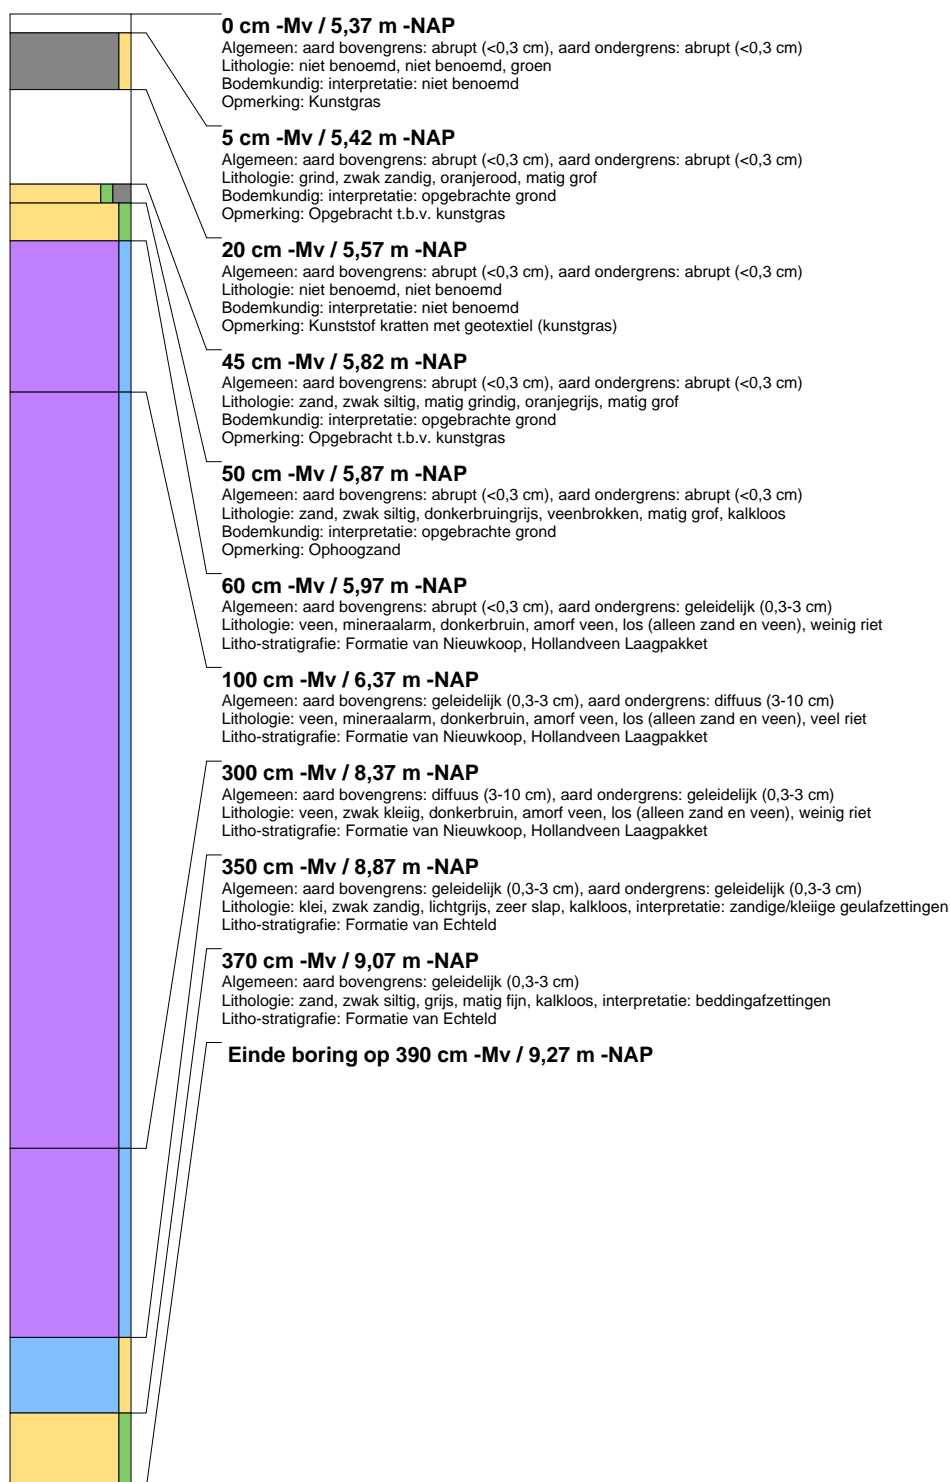 0 cm -Mv / 5,37 m -NAP
Algemeen: aard bovengrens: abrupt (<0,3 cm), aard ondergrens: abrupt (<0,3 cm)
Lithologie: niet benoemd, niet benoemd, groen
Bodemkundig: interpretatie: niet benoemd
Opmerking: Kunstgras
5 cm -Mv / 5,42 m -NAP
Algemeen: aard bovengrens: abrupt (<0,3 cm), aard ondergrens: abrupt (<0,3 cm)
Lithologie: grind, zwak zandig, oranjerood, matig grof
Bodemkundig: interpretatie: opgebrachte grond
Opmerking: Opgebracht t.b.v. kunstgras
20 cm -Mv / 5,57 m -NAP
Algemeen: aard bovengrens: abrupt (<0,3 cm), aard ondergrens: abrupt (<0,3 cm)
Lithologie: niet benoemd, niet benoemd
Bodemkundig: interpretatie: niet benoemd
Opmerking: Kunststof kratten met geotextiel (kunstgras)
45 cm -Mv / 5,82 m -NAP
Algemeen: aard bovengrens: abrupt (<0,3 cm), aard ondergrens: abrupt (<0,3 cm)
Lithologie: zand, zwak siltig, matig grindig, oranjegrijs, matig grof
Bodemkundig: interpretatie: opgebrachte grond
Opmerking: Opgebracht t.b.v. kunstgras
50 cm -Mv / 5,87 m -NAP
Algemeen: aard bovengrens: abrupt (<0,3 cm), aard ondergrens: abrupt (<0,3 cm)
Lithologie: zand, zwak siltig, donkerbruingrijs, veenbrokken, matig grof, kalkloos
Bodemkundig: interpretatie: opgebrachte grond
Opmerking: Ophoogzand
60 cm -Mv / 5,97 m -NAP
Algemeen: aard bovengrens: abrupt (<0,3 cm), aard ondergrens: geleidelijk (0,3-3 cm)
Lithologie: veen, mineraalarm, donkerbruin, amorf veen, los (alleen zand en veen), weinig riet
Litho-stratigrafie: Formatie van Nieuwkoop, Hollandveen Laagpakket
100 cm -Mv / 6,37 m -NAP
Algemeen: aard bovengrens: geleidelijk (0,3-3 cm), aard ondergrens: diffuus (3-10 cm)
Lithologie: veen, mineraalarm, donkerbruin, amorf veen, los (alleen zand en veen), veel riet
Litho-stratigrafie: Formatie van Nieuwkoop, Hollandveen Laagpakket
300 cm -Mv / 8,37 m -NAP
Algemeen: aard bovengrens: diffuus (3-10 cm), aard ondergrens: geleidelijk (0,3-3 cm)
Lithologie: veen, zwak kleiig, donkerbruin, amorf veen, los (alleen zand en veen), weinig riet
Litho-stratigrafie: Formatie van Nieuwkoop, Hollandveen Laagpakket
350 cm -Mv / 8,87 m -NAP
Algemeen: aard bovengrens: geleidelijk (0,3-3 cm), aard ondergrens: geleidelijk (0,3-3 cm)
Lithologie: klei, zwak zandig, lichtgrijs, zeer slap, kalkloos, interpretatie: zandige/kleiige geulafzettingen
Litho-stratigrafie: Formatie van Echteld
370 cm -Mv / 9,07 m -NAP
Algemeen: aard bovengrens: geleidelijk (0,3-3 cm)
Lithologie: zand, zwak siltig, grijs, matig fijn, kalkloos, interpretatie: beddingafzettingen
Litho-stratigrafie: Formatie van Echteld
Einde boring op 390 cm -Mv / 9,27 m -NAP